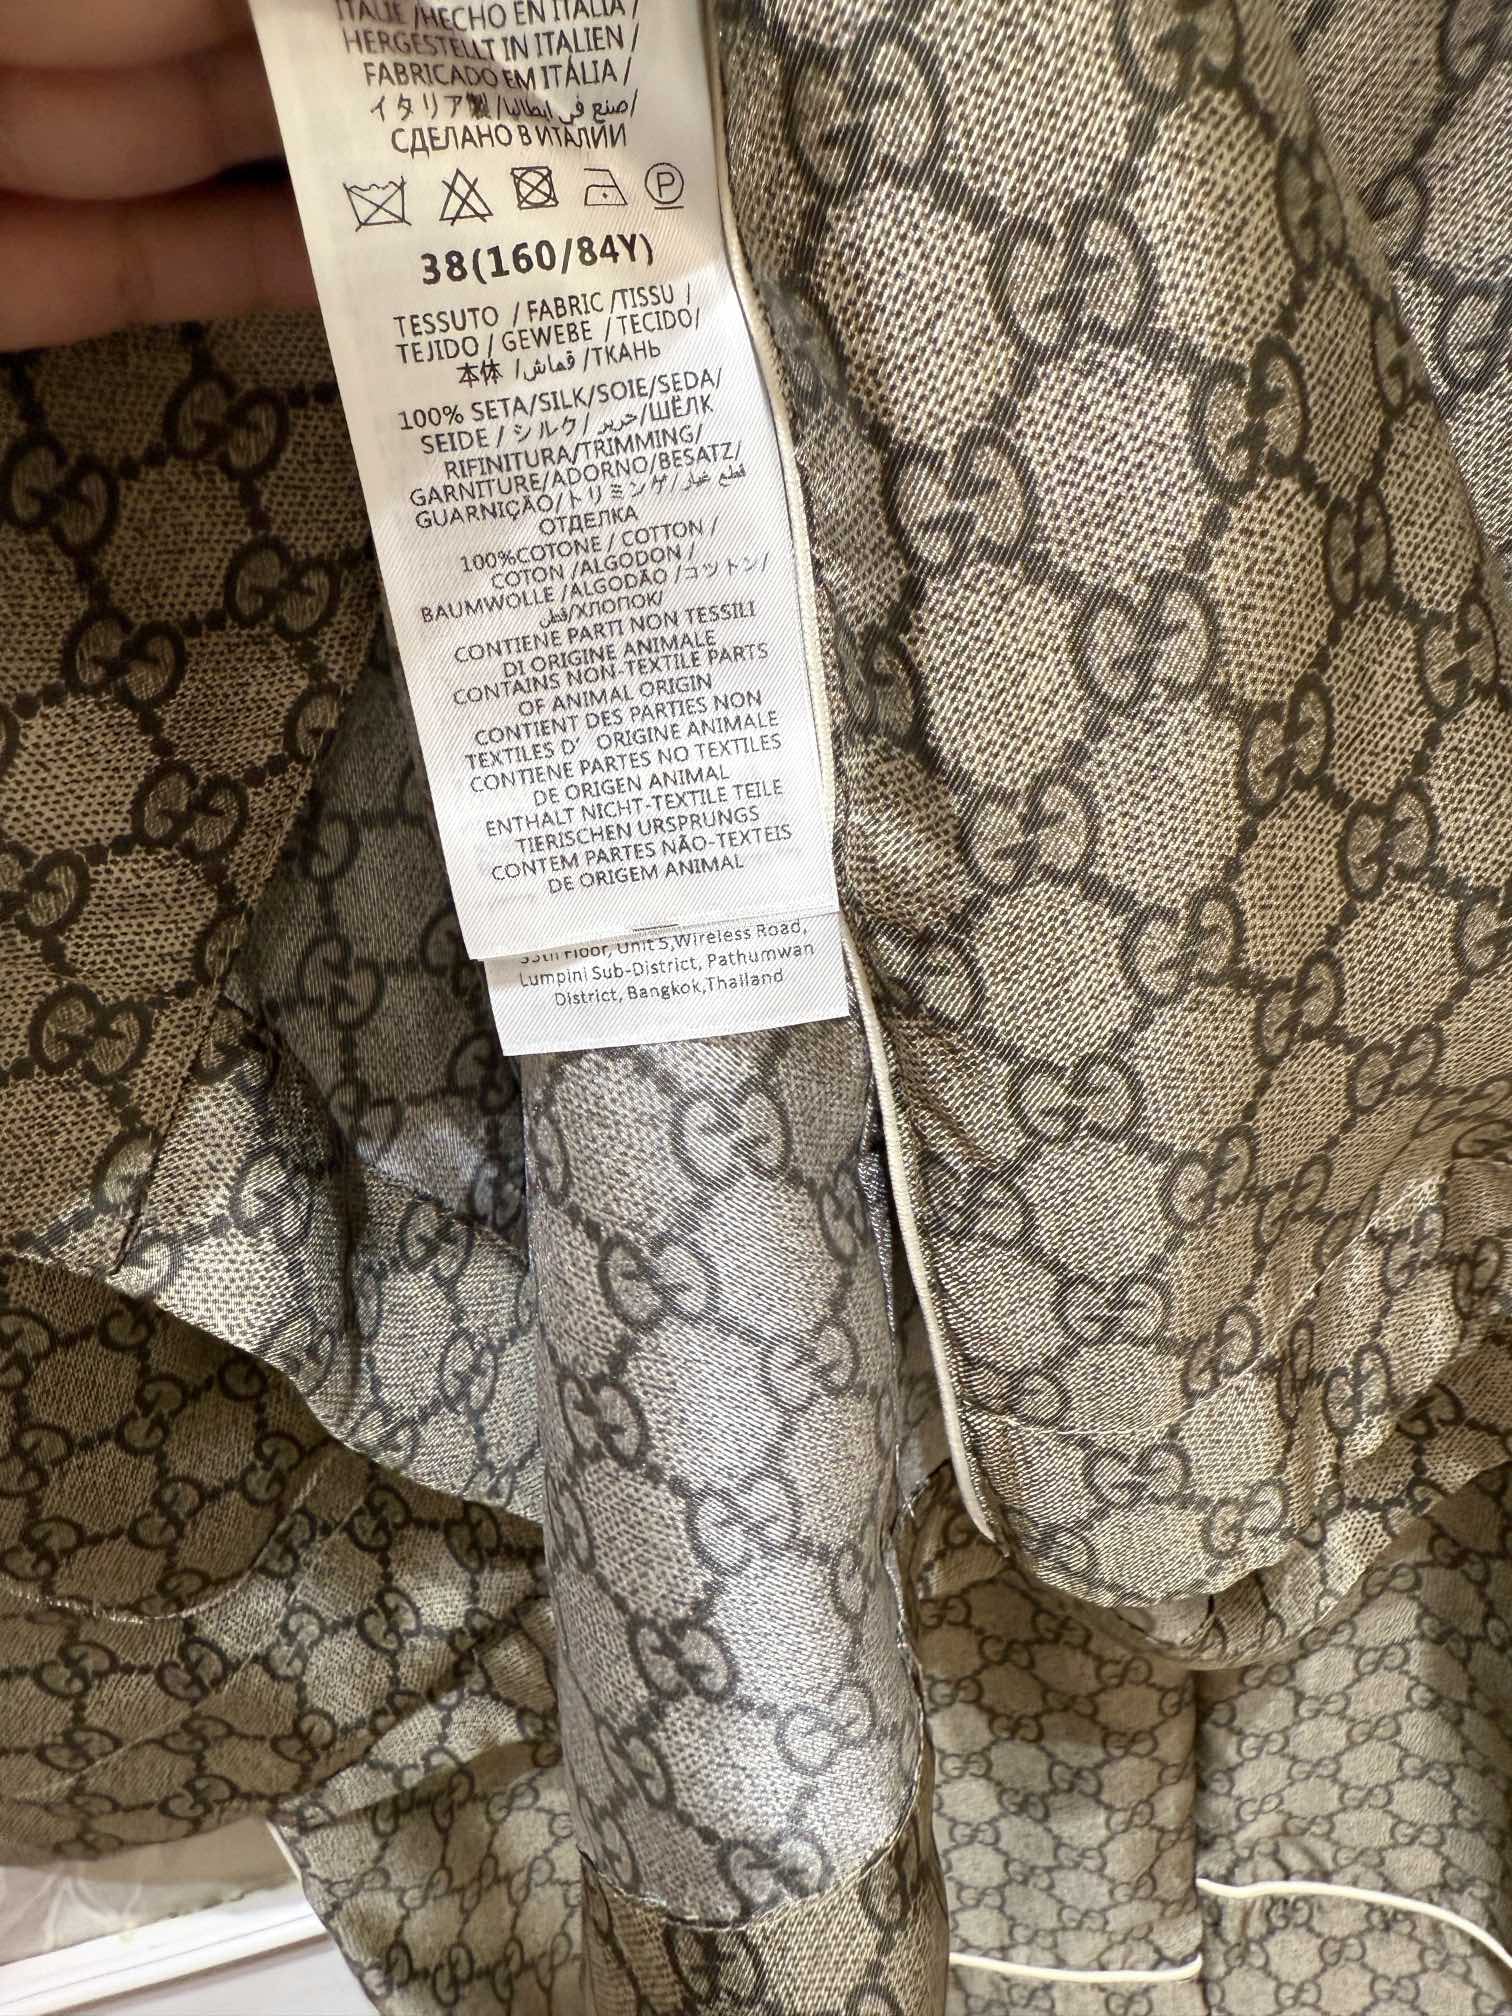 ITALIE /HECHO EN ITALIA /
HERGESTELLT IN ITALIEN /
FABRICADO EM ITÁLIA /
イタリア製/صنع في ايطاليا/
СДЕЛАНО В ИТАЛИИ
P
38(160/84Y)
TESSUTO / FABRIC /TISSU /
TEJIDO / GEWEBE / TECIDO/
本体 /قماش /ТКАНЬ
100% SETA/SILK/SOIE/SEDA/
SEIDE / シルク/ حرير/ШЁЛК
RIFINITURA/TRIMMING/
GARNITURE/ADORNO/BESATZ/
GUARNIÇÃO/トリミング/قطع غيار/
ОТДЕЛКА
100%COTONE / COTTON /
COTON /ALGODON /
BAUMWOLLE /ALGODÃO /コットン/
قطن/ХЛОПОК/
CONTIENE PARTI NON TESSILI
DI ORIGINE ANIMALE
CONTAINS NON-TEXTILE PARTS
OF ANIMAL ORIGIN
CONTIENT DES PARTIES NON
TEXTILES D' ORIGINE ANIMALE
CONTIENE PARTES NO TEXTILES
DE ORIGEN ANIMAL
ENTHALT NICHT-TEXTILE TEILE
TIERISCHEN URSPRUNGS
CONTEM PARTES NÃO-TEXTEIS
DE ORIGEM ANIMAL
Floor, Unit 5,Wireless Road,
Lumpini Sub-District, Pathumwan
District, Bangkok,Thailand